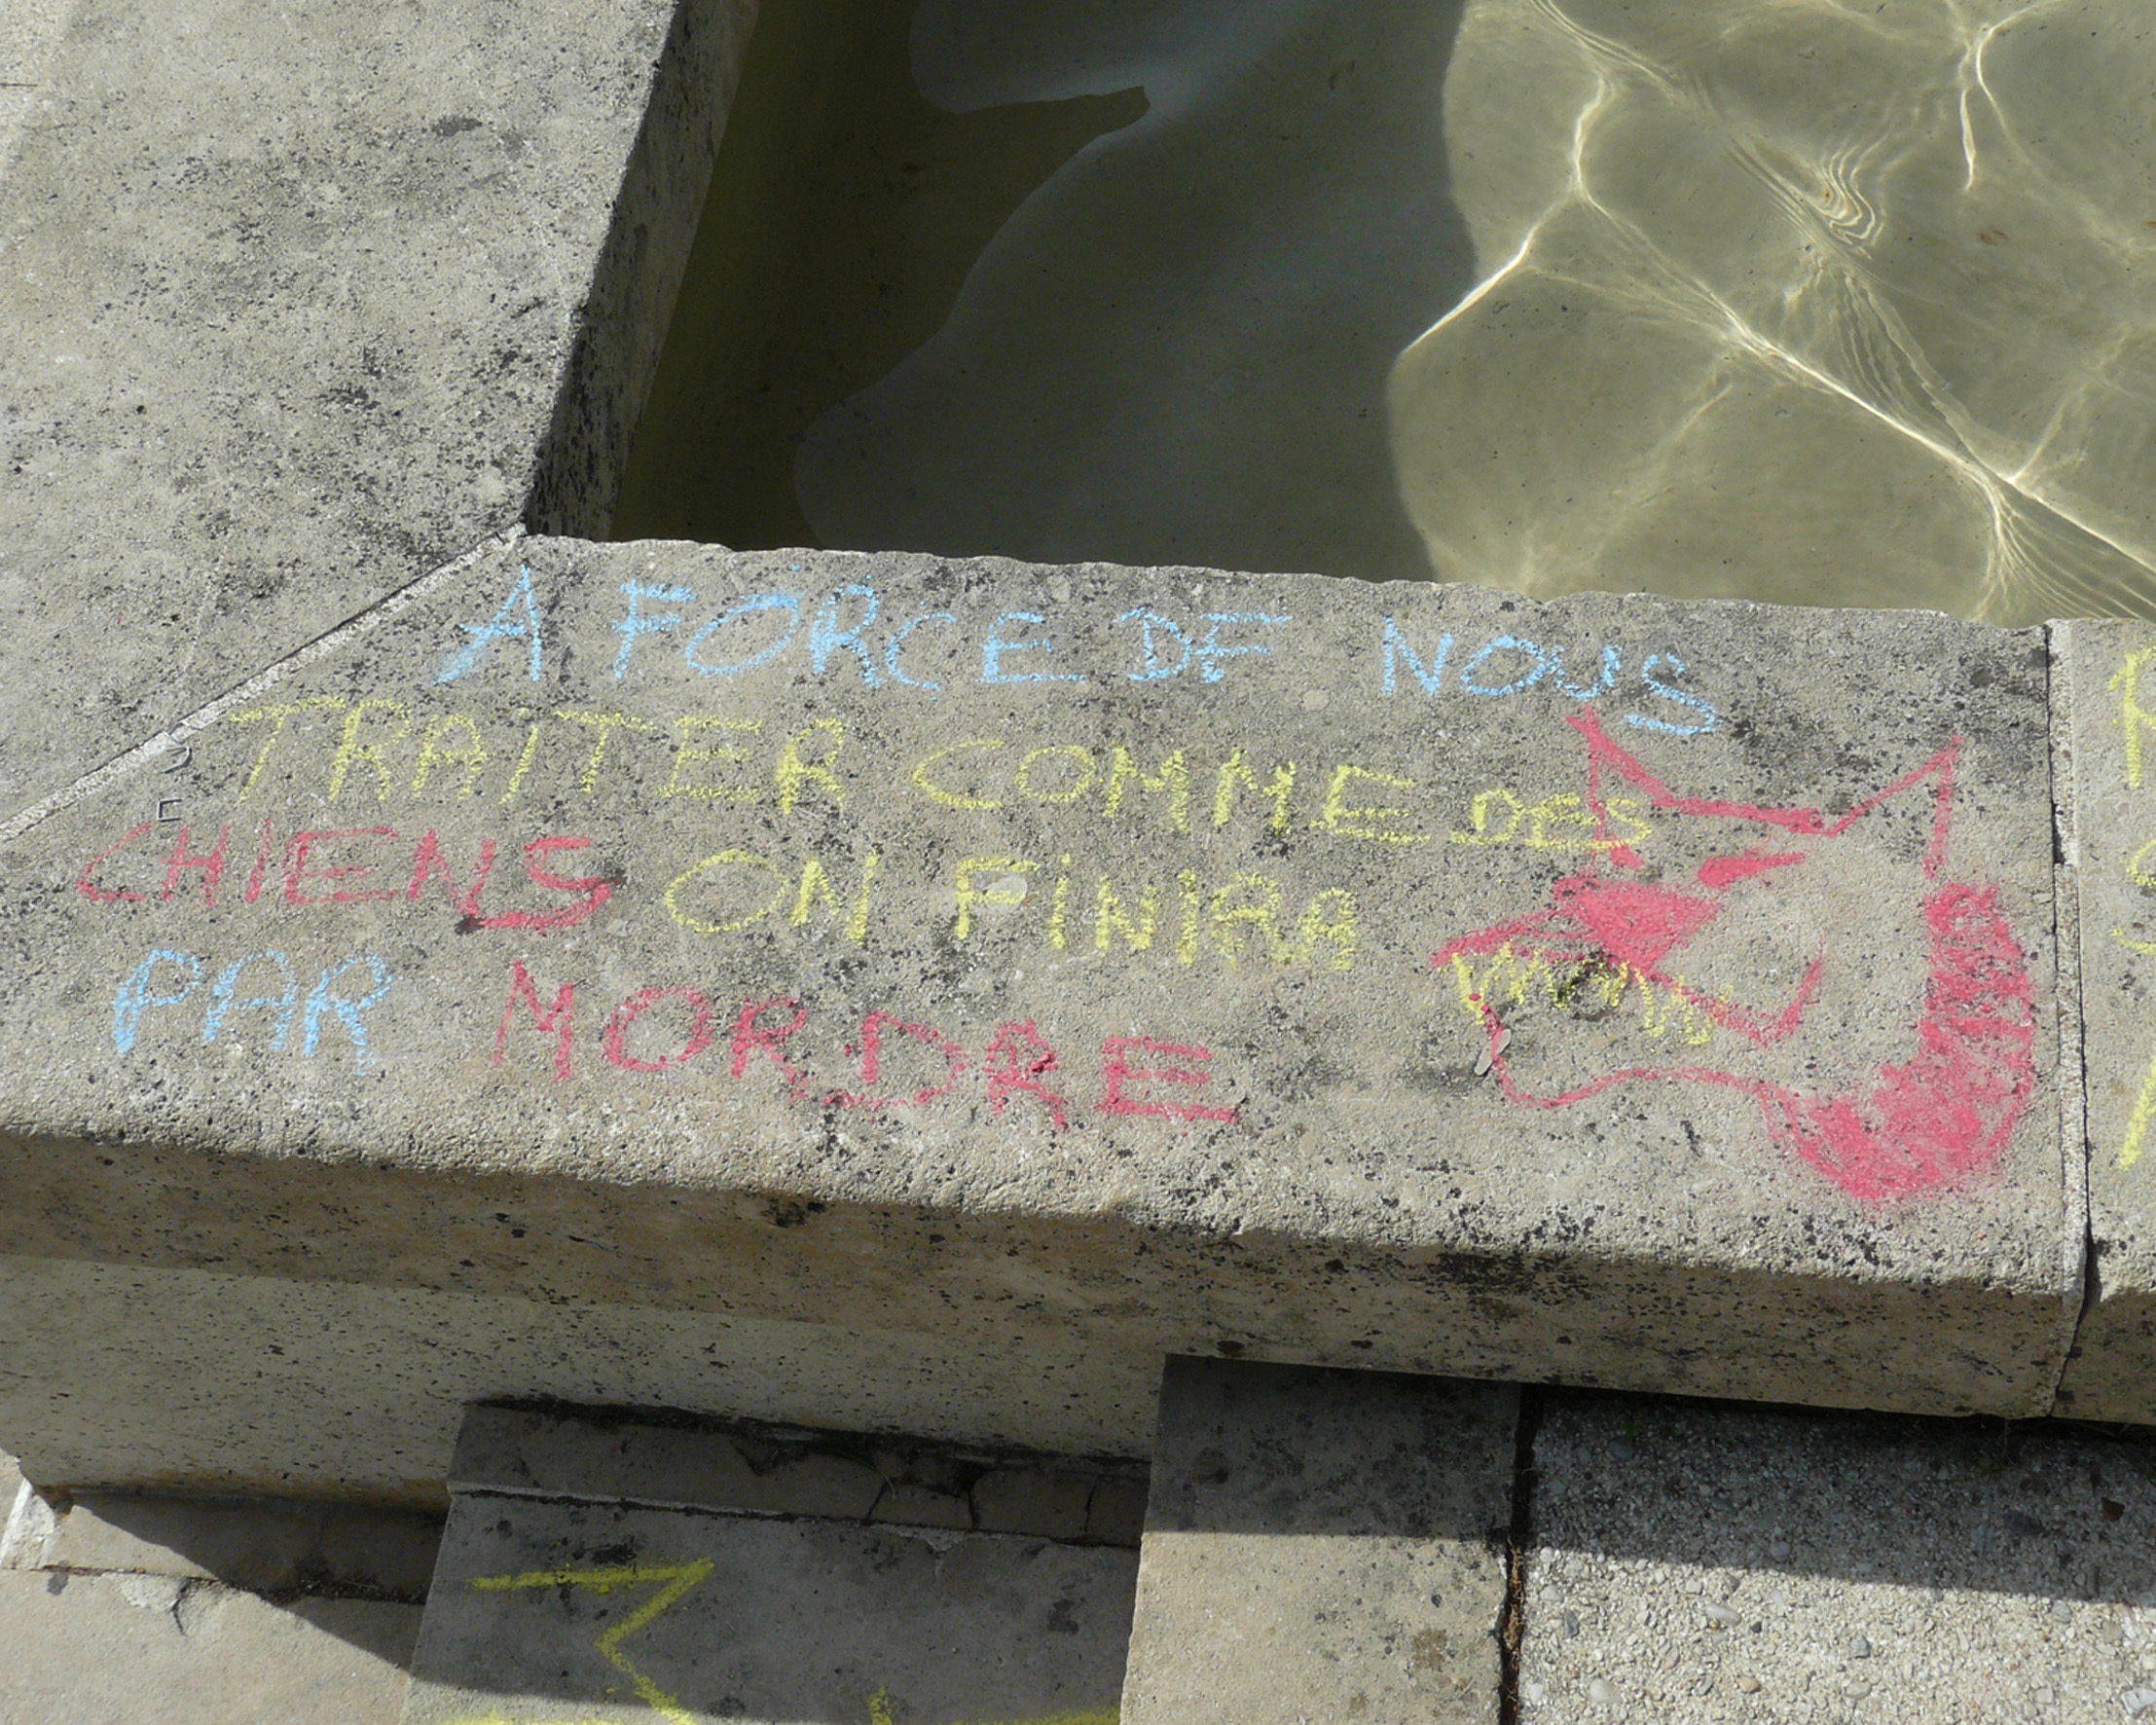 A FORCE DE NOUS
TRAITER COMME DES
CHIENS ON FINIRA
PAR MORDRE